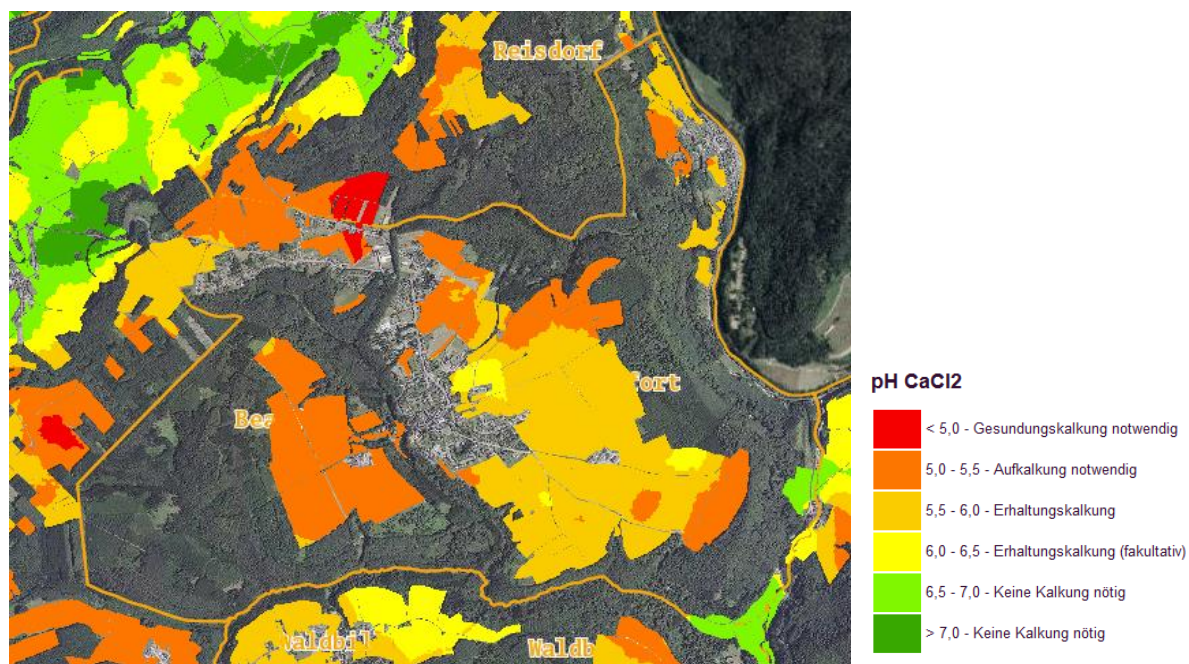 Reisdorf
fort
Bea
Waldbil
Waldb
pH CaCl2
< 5,0 - Gesundungskalkung notwendig
5,0 - 5,5 - Aufkalkung notwendig
5,5 - 6,0 - Erhaltungskalkung
6,0 - 6,5 - Erhaltungskalkung (fakultativ)
6,5 - 7,0 - Keine Kalkung nötig
> 7,0 - Keine Kalkung nötig